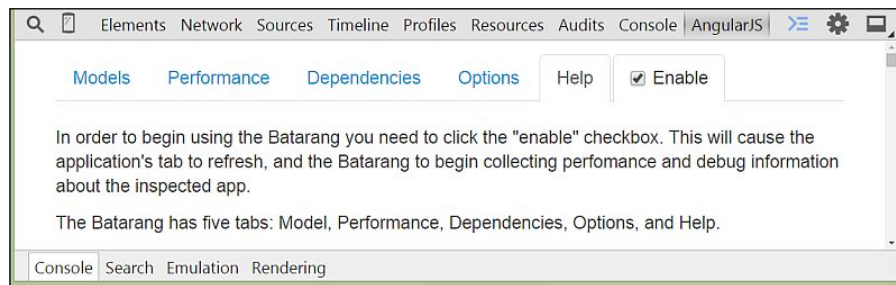 Elements Network Sources Timeline Profiles Resources Audits Console AngularJS
Models Performance Dependencies Options Help Enable
In order to begin using the Batarang you need to click the "enable" checkbox. This will cause the
application's tab to refresh, and the Batarang to begin collecting perfomance and debug information
about the inspected app.
The Batarang has five tabs: Model, Performance, Dependencies, Options, and Help.
Console Search Emulation Rendering